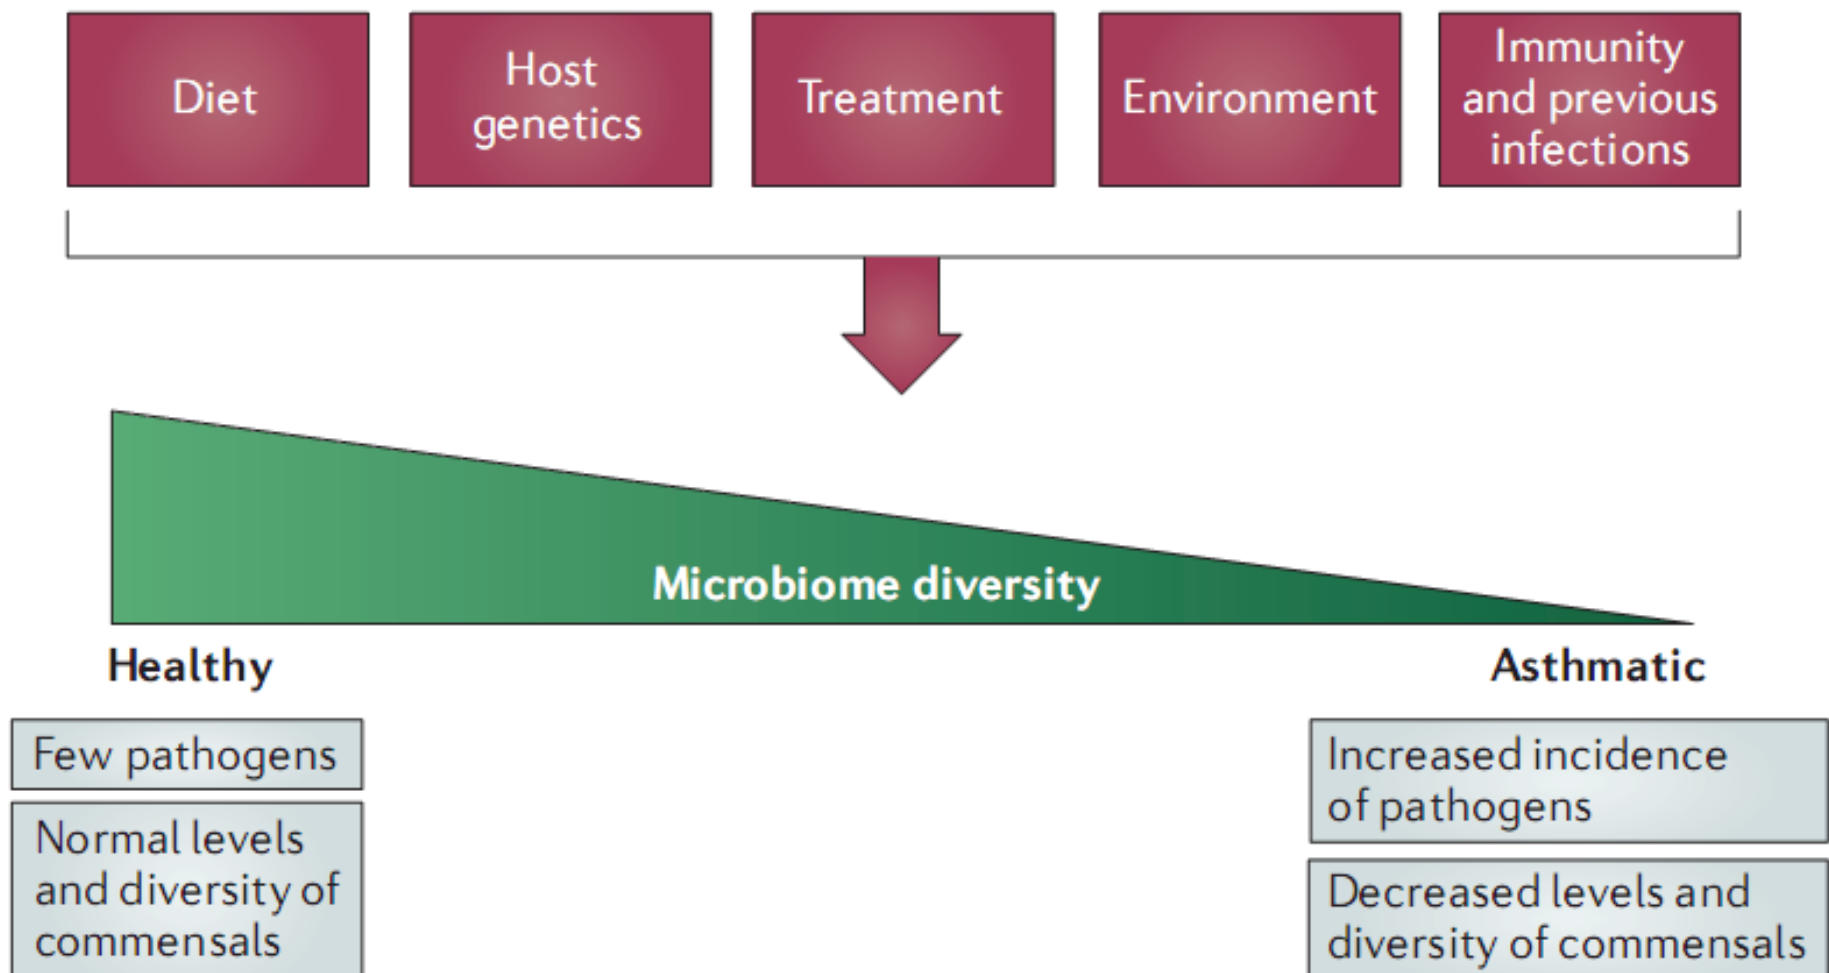 Diet
Host
genetics
Treatment
Environment
Immunity
and previous
infections
Microbiome diversity
Healthy
Asthmatic
Few pathogens
Normal levels
and diversity of
commensals
Increased incidence
of pathogens
Decreased levels and
diversity of commensals